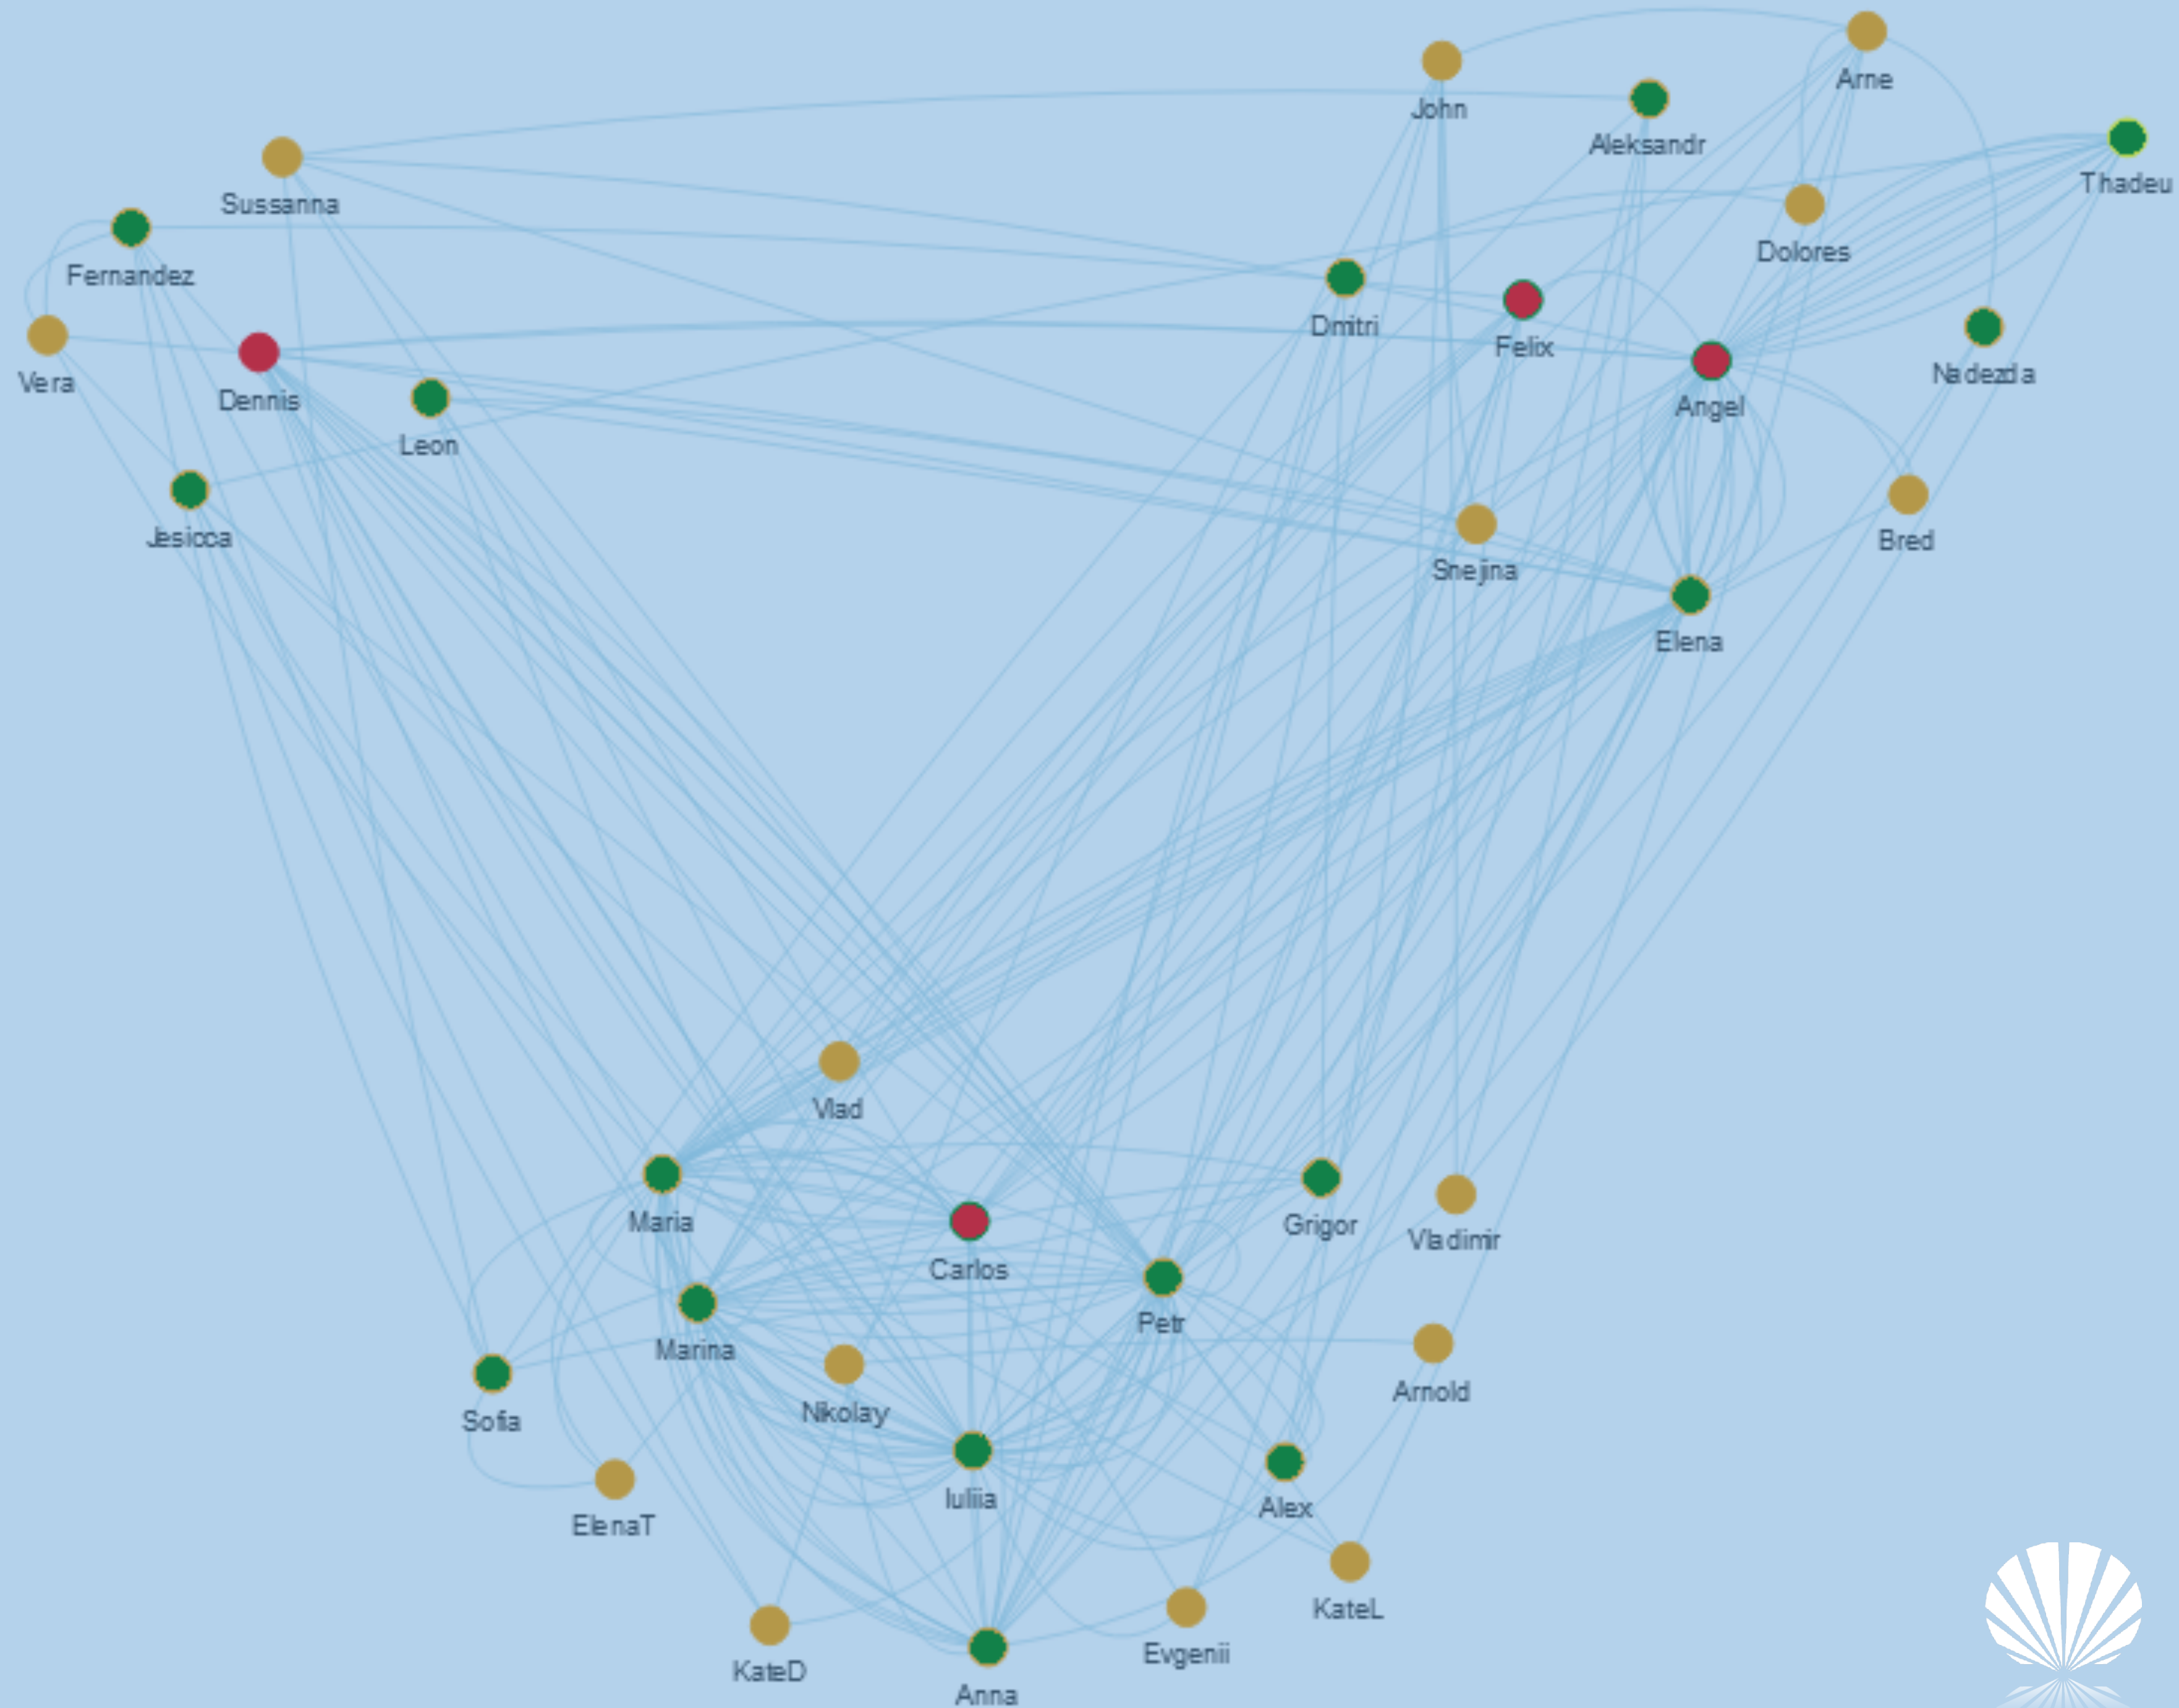 Arne
John
Aleksandr
Thadeu
Sussanna
Dolores
Fernandez
Dmitri
Felix
Nadezda
Vera
Dennis
Angel
Leon
Jesicca
Bred
Snejina
Elena
Vlad
Maria
Grigor
Vladimir
Carlos
Petr
Marina
Arnold
Nikolay
Sofia
Iuliia
Alex
ElenaT
KateL
Evgenii
KateD
Anna